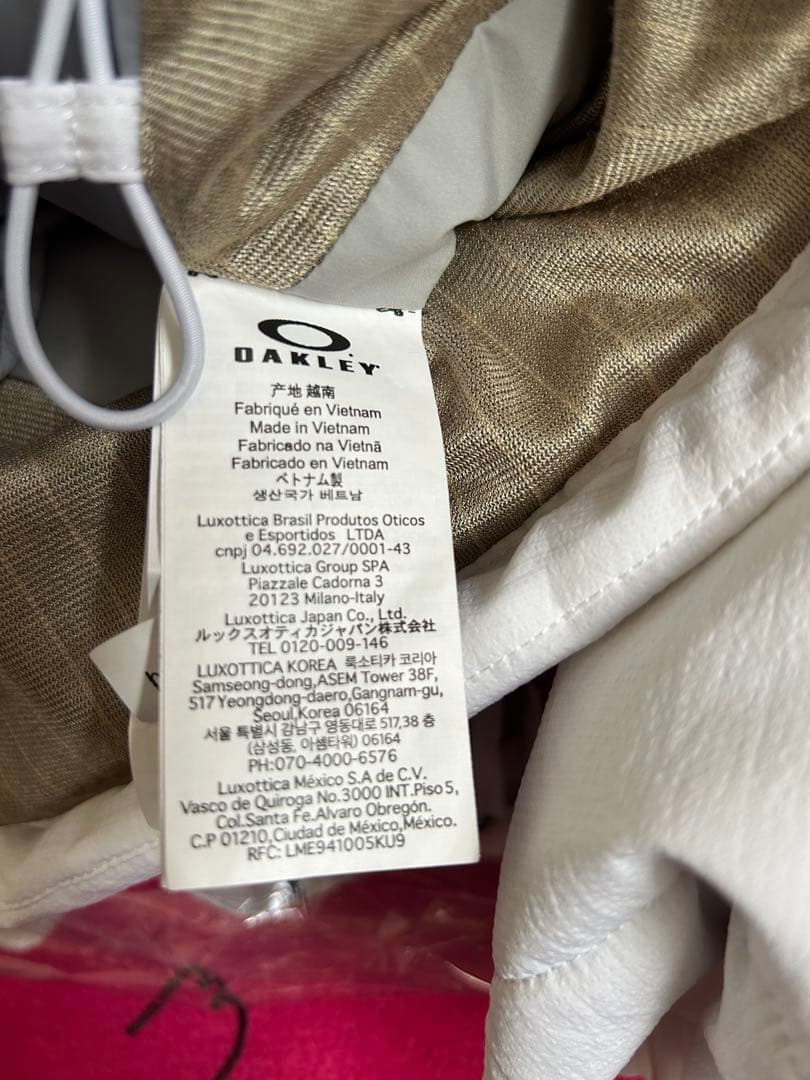 OAKLEY
产地 越南
Fabriqué en Vietnam
Made in Vietnam
Fabricado na Vietnã
Fabricado en Vietnam
ベトナム製
생산국가 베트남
Luxottica Brasil Produtos Oticos
e Esportidos LTDA
cnpj 04.692.027/0001-43
Luxottica Group SPA
Piazzale Cadorna 3
20123 Milano-Italy
Luxottica Japan Co., Ltd.
ルックスオティカジャパン株式会社
TEL 0120-009-146
LUXOTTICA KOREA 룩소티카 코리아
Samseong-dong,ASEM Tower 38F,
517 Yeongdong-daero,Gangnam-gu,
Seoul,Korea 06164
서울 특별시 강남구 영동대로 517,38 층
(삼성동, 아셈타워) 06164
PH:070-4000-6576
Luxottica México S.A de C.V.
Vasco de Quiroga No.3000 INT.Piso 5,
Col.Santa Fe.Alvaro Obregón.
C.P 01210,Ciudad de México,México.
RFC: LME941005KU9